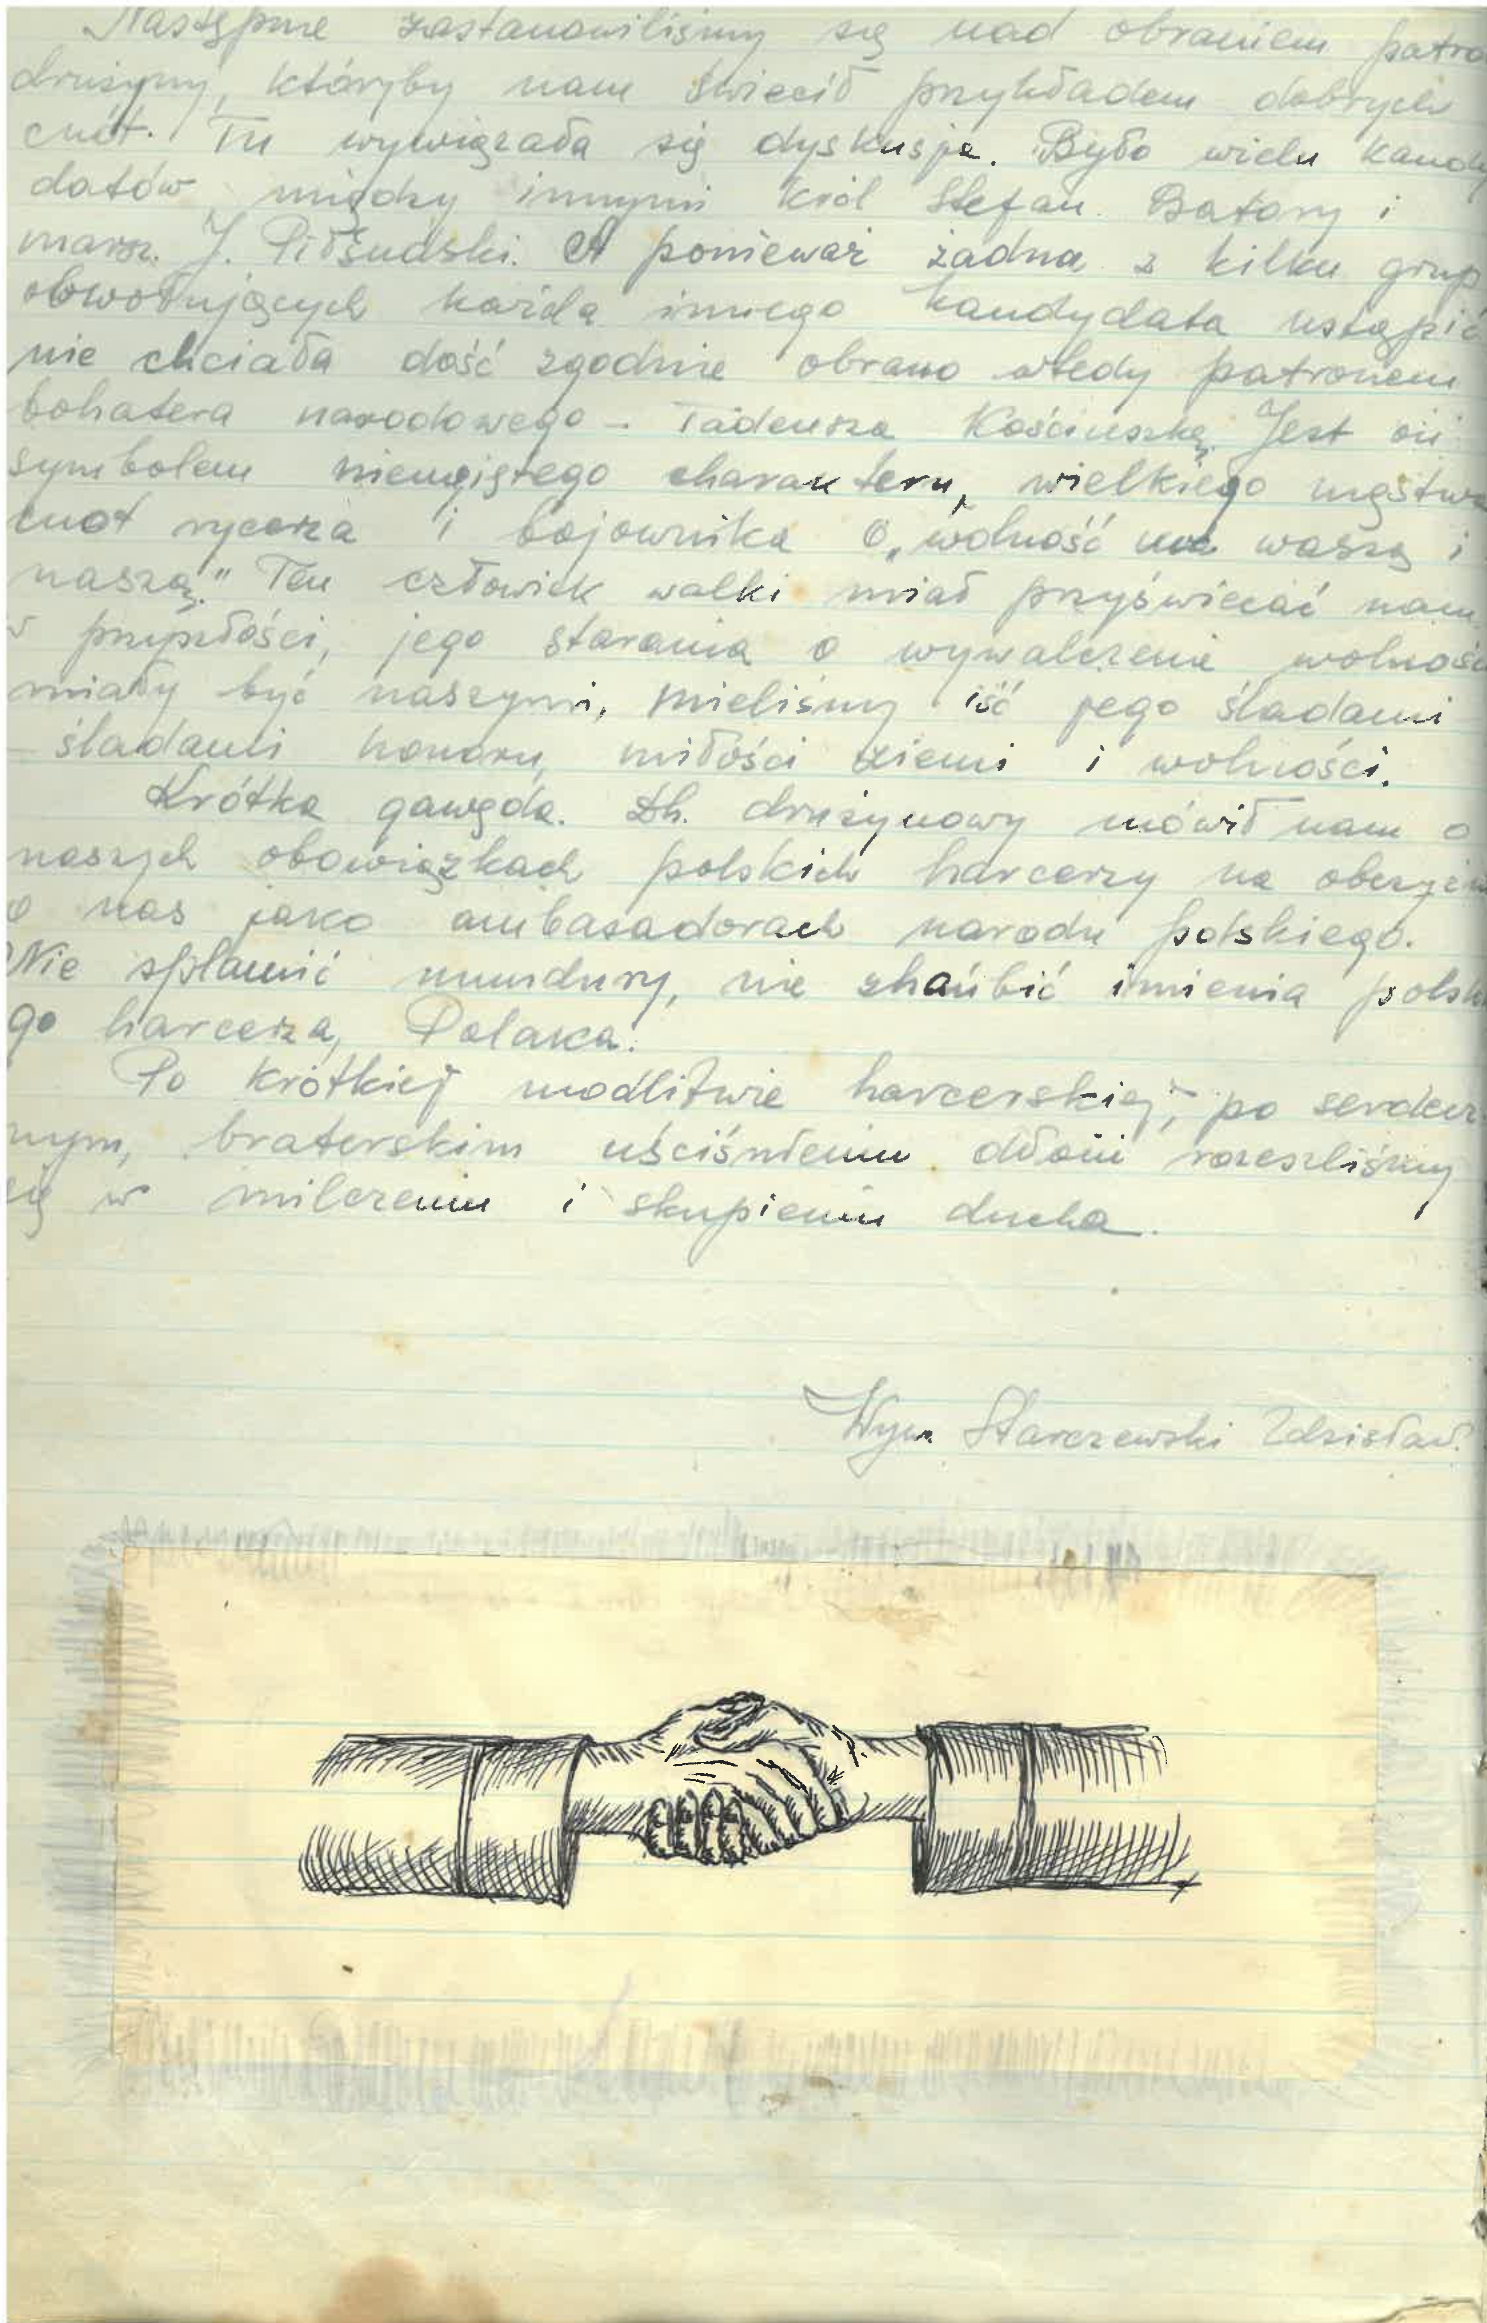 Następnie zastanowiliśmy się nad obraniem patro
drużyny, któryby nam świecił przykładem dobrych
cnót. Tu wywiązała się dyskusja. Było wielu kandy
datów między innymi król Stefan Batory i
marsz. J. Piłsudski. A ponieważ żadna z kilku grup
obwołujących każda innego kandydata ustąpić
nie chciała dość zgodnie obrano wtedy patronem
bohatera narodowego – Tadeusza Kościuszkę. Jest on
symbolem nieugiętego charakteru, wielkiego męstwa
cnót rycerza i bojownika o „wolność waszą i
naszą." Ten człowiek walki miał przyświecać nam
w przyszłości, jego starania o wywalczenie wolności
miały być naszymi, mieliśmy iść jego śladami
– śladami honoru, miłości ziemi i wolności.
Krótka gawęda. Dh. drużynowy mówił nam o
naszych obowiązkach polskich harcerzy na obczyźnie
o nas jako ambasadorach narodu polskiego.
Nie splamić munduru, nie zhańbić imienia polskie
go harcerza, Polaka.
Po krótkiej modlitwie harcerskiej, po serdecz
nym, braterskim uściśnieniu dłoni rozeszliśmy
się w milczeniu i skupieniu ducha.
Wyw. Starczewski Zdzisław.